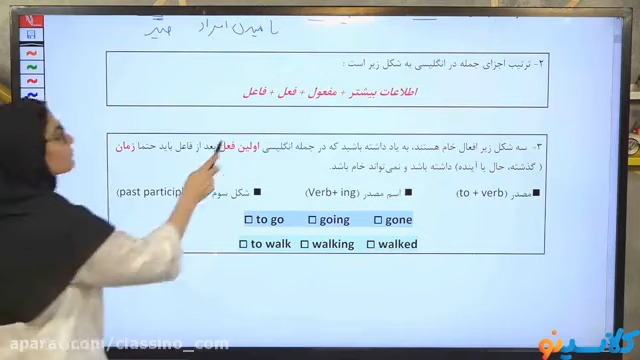 نامیدن افراد
۲- ترتیب اجزای جمله در انگلیسی به شکل زیر است :
اطلاعات بیشتر + مفعول + فعل + فاعل
۳- سه شکل زیر افعال خام هستند، به یاد داشته باشید که در جمله انگلیسی اولین فعل بعد از فاعل باید حتما زمان
( گذشته، حال یا آینده) داشته باشد و نمی‌تواند خام باشد.
■ مصدر (to + verb) ■ اسم مصدر (Verb+ ing) ■ شکل سوم (past particip
□ to go □ going □ gone
□ to walk □ walking □ walked
aparat.com/classino_com
کلاسینو